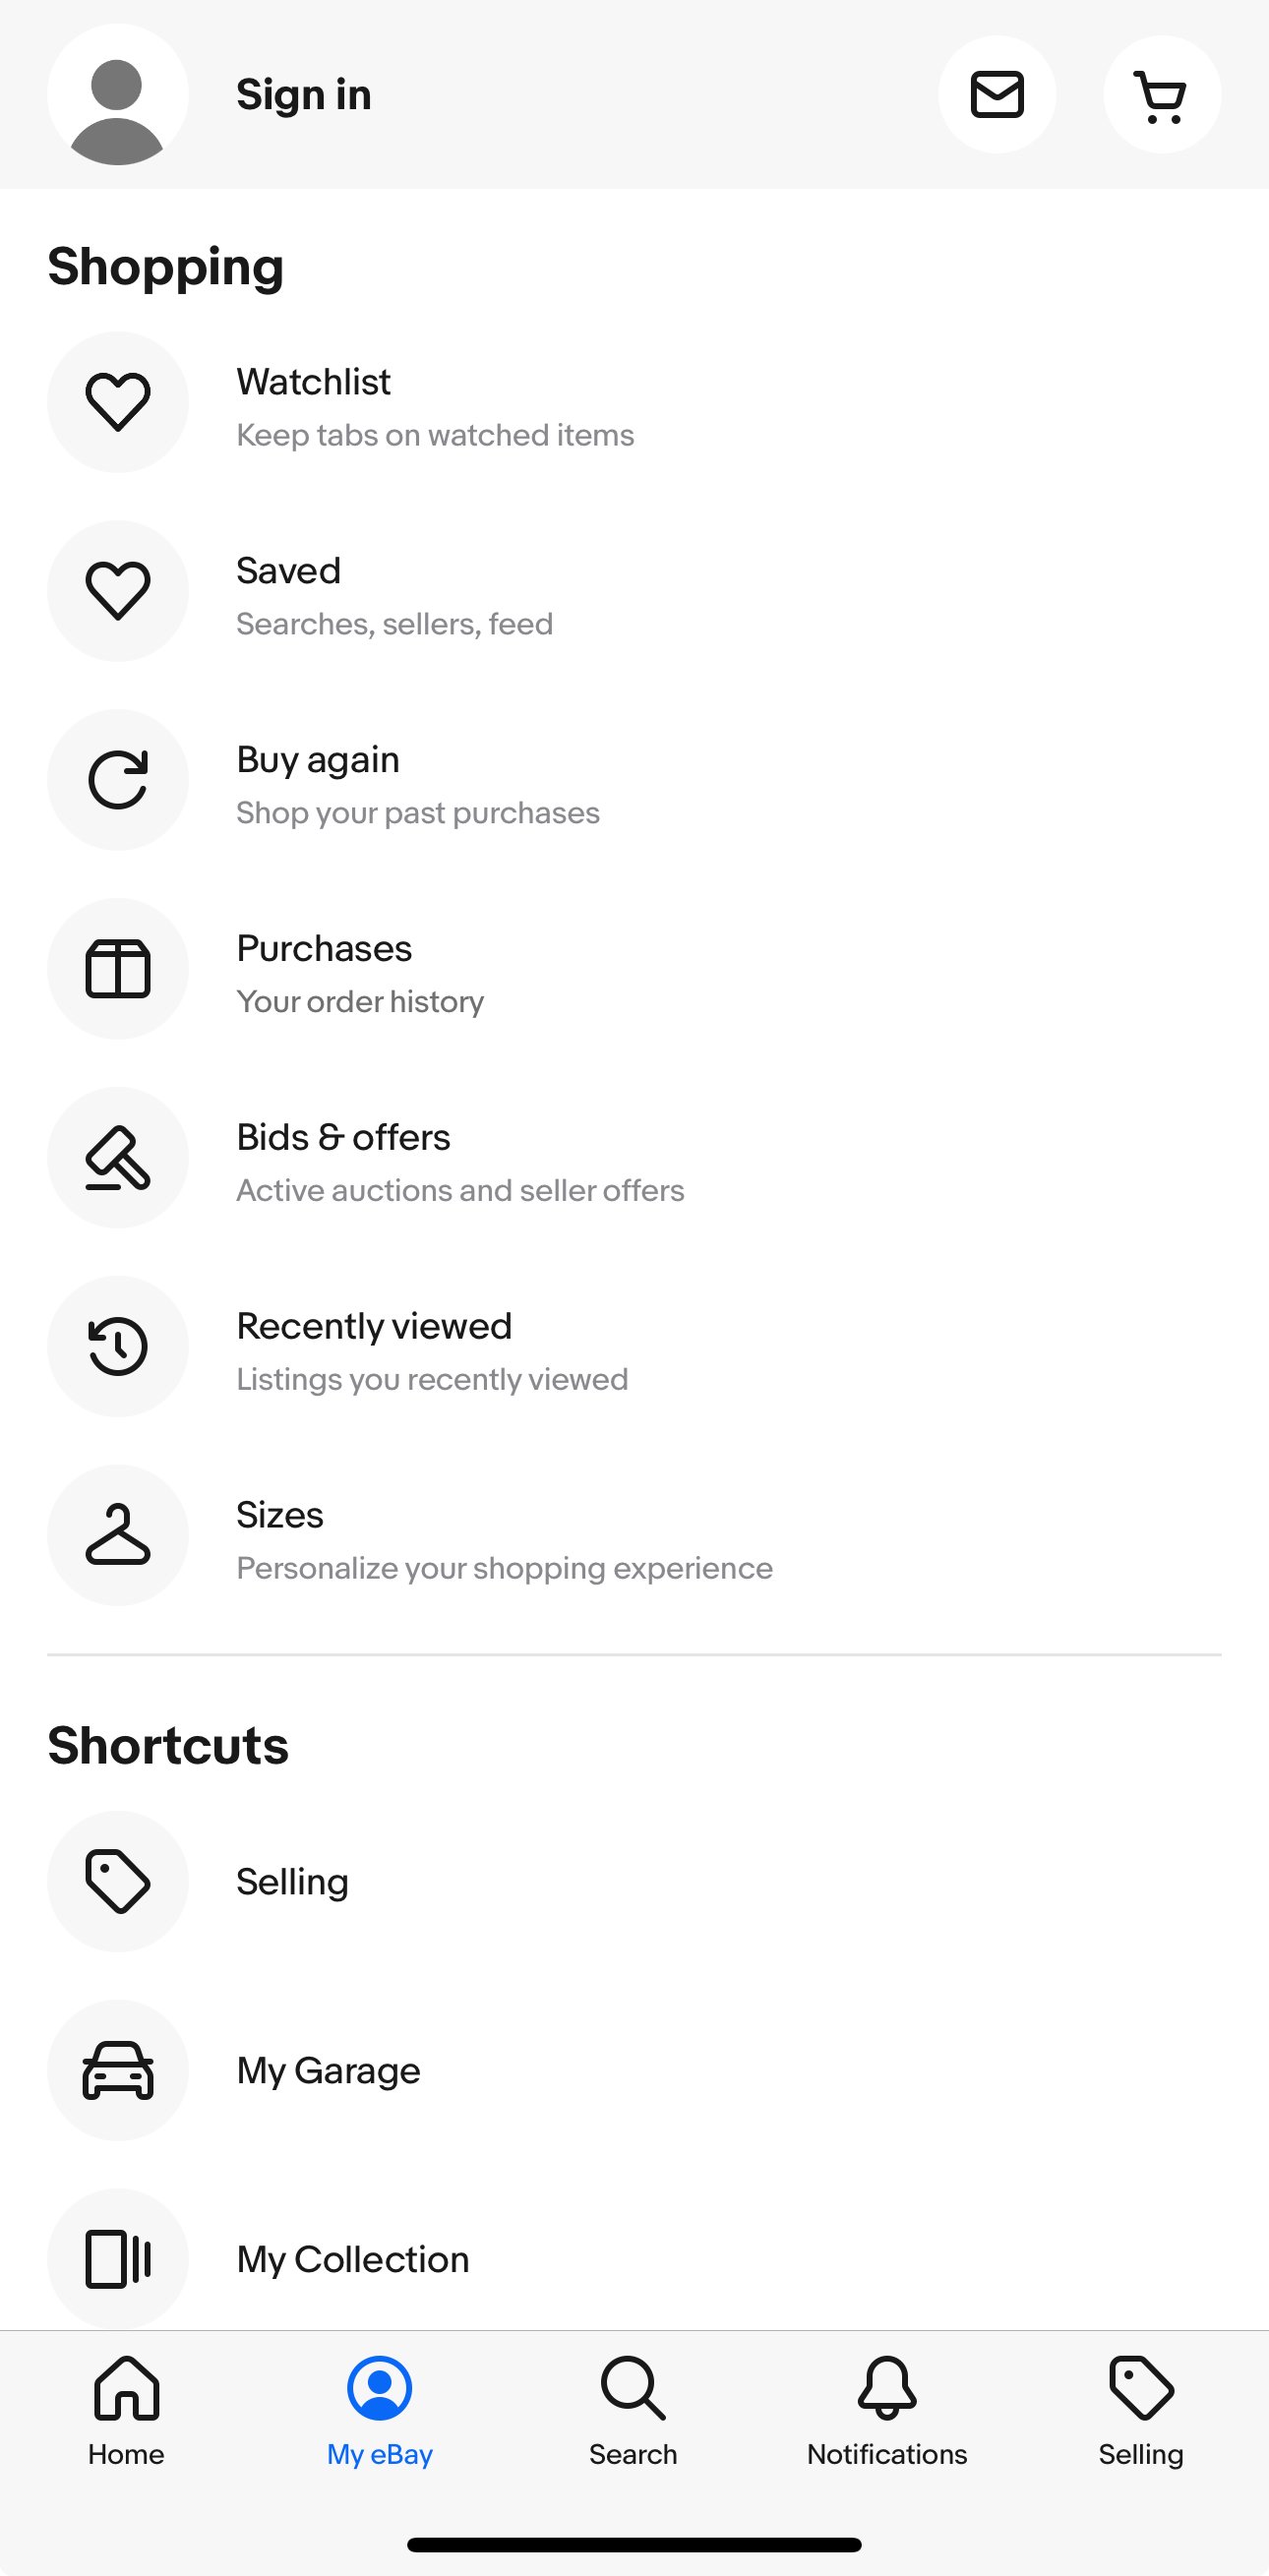 Sign in
Shopping
Watchlist
Keep tabs on watched items
Saved
Searches, sellers, feed
Buy again
Shop your past purchases
Purchases
Your order history
Bids & offers
Active auctions and seller offers
Recently viewed
Listings you recently viewed
Sizes
Personalize your shopping experience
Shortcuts
Selling
My Garage
My Collection
Home
My eBay
Search
Notifications
Selling